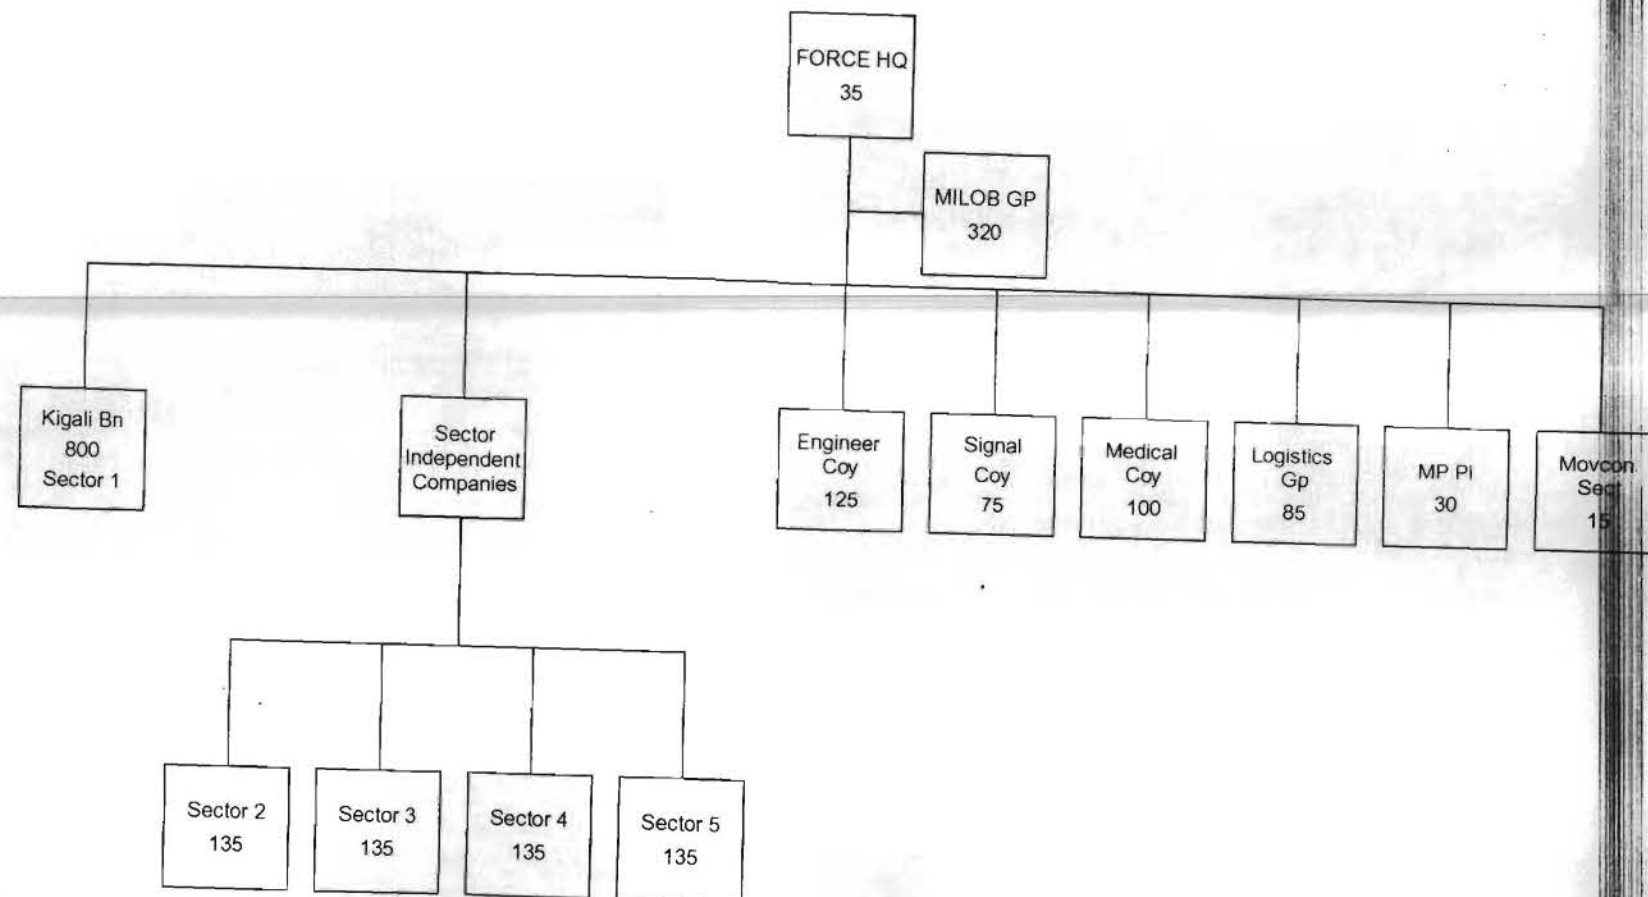 FORCE HQ
35
MILOB GP
320
Kigali Bn
800
Sector 1
Sector
Independent
Companies
Engineer
Coy
125
Signal
Coy
75
Medical
Coy
100
Logistics
Gp
85
MP Pl
30
Movcon
Sect
15
Sector 2
135
Sector 3
135
Sector 4
135
Sector 5
135